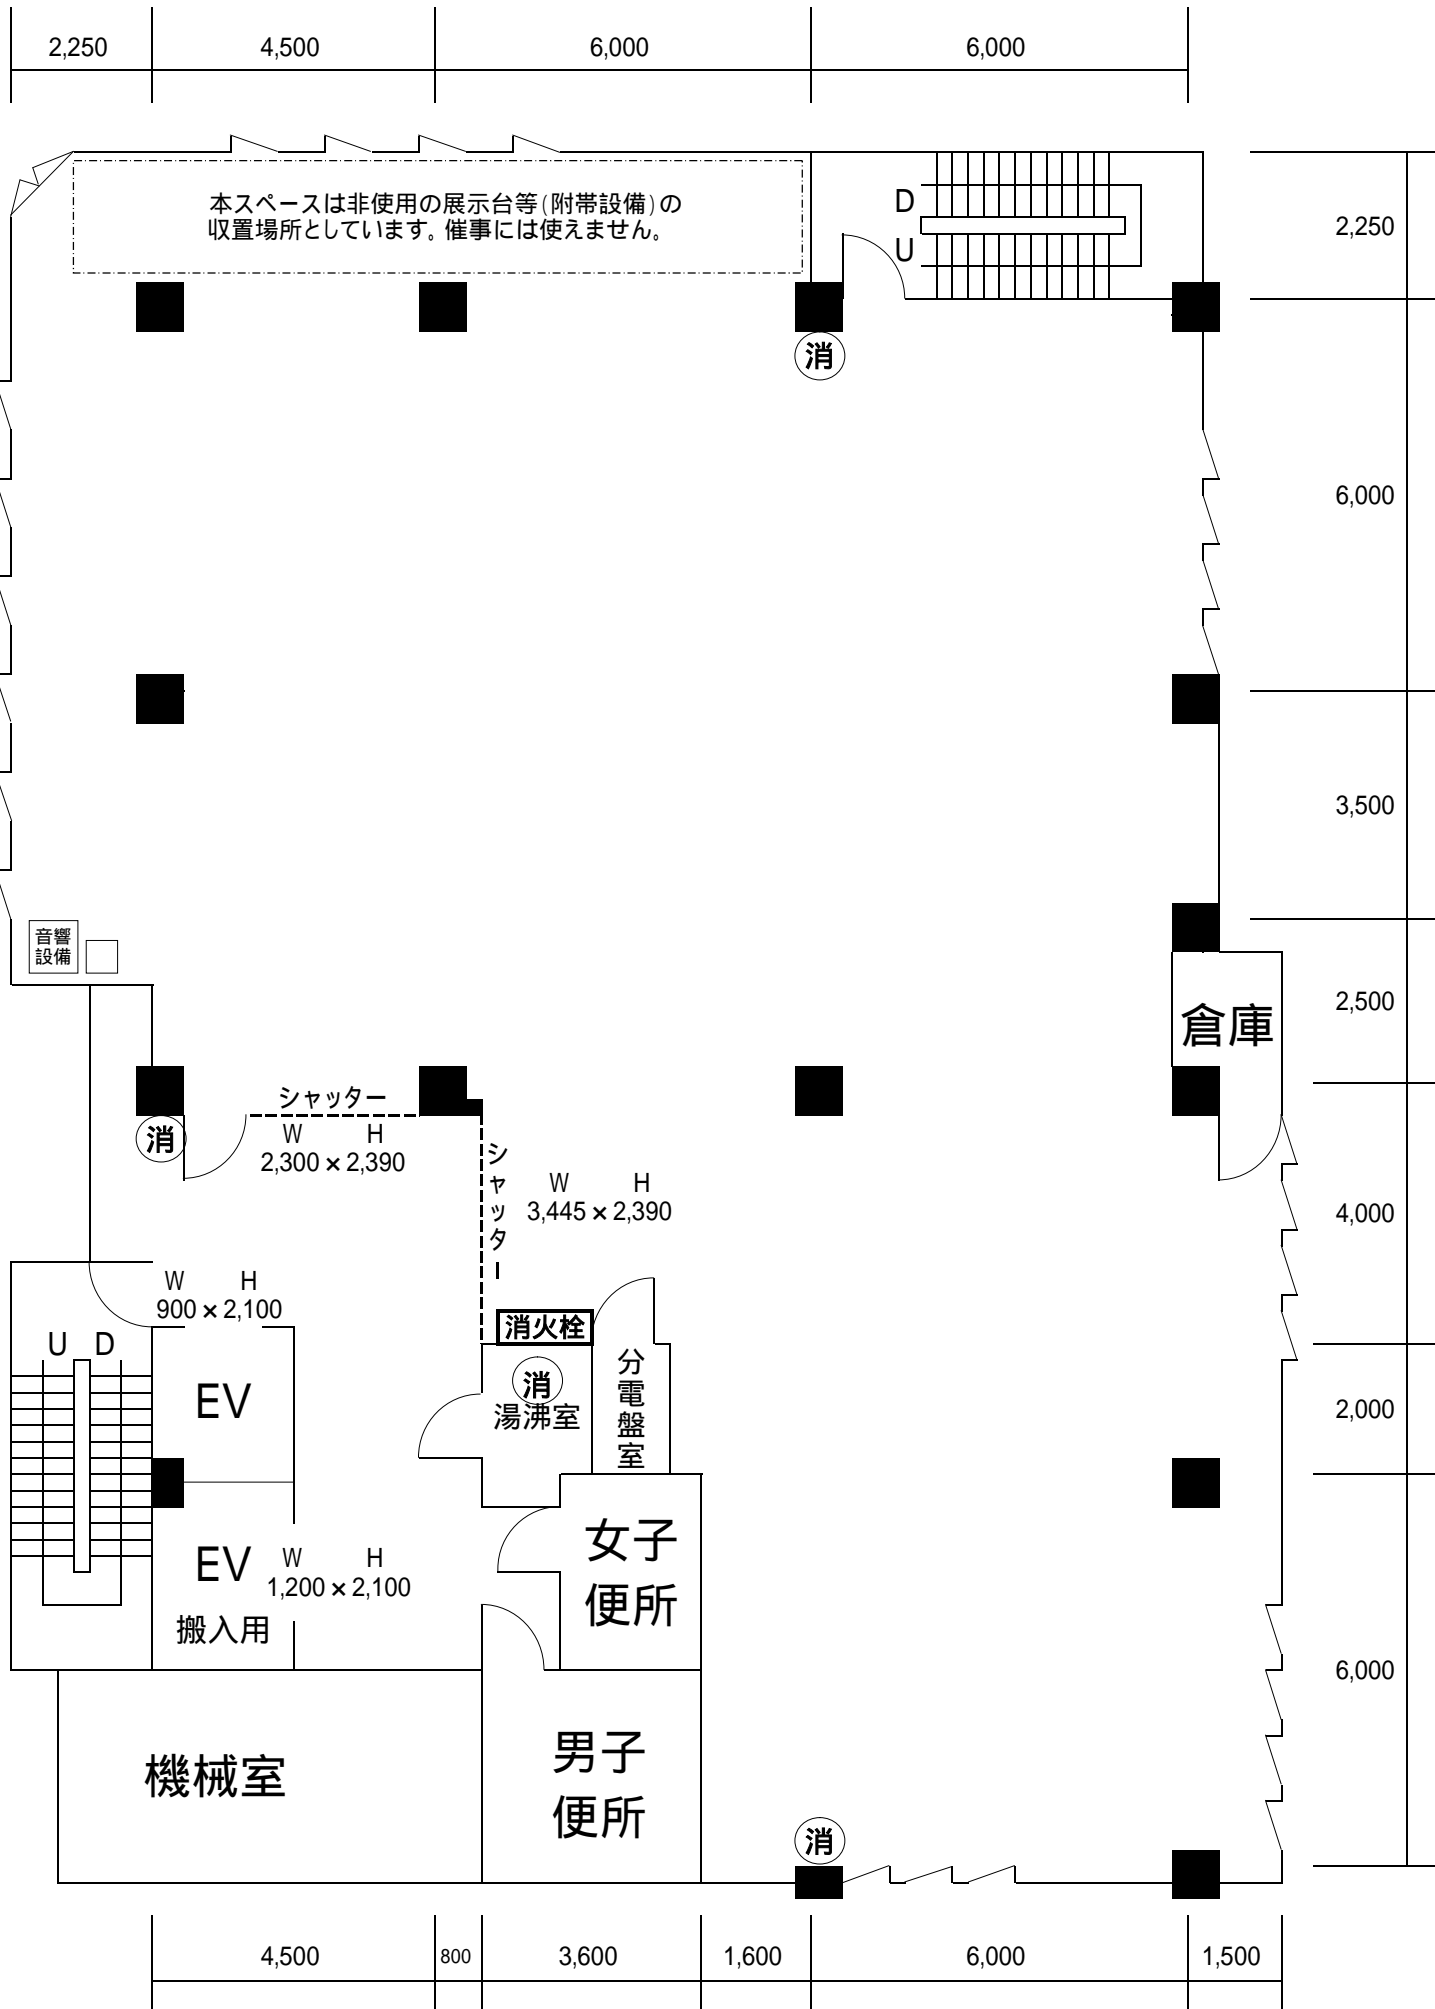 2,250
4,500
6,000
6,000
本スペースは非使用の展示台等(附帯設備)の
収置場所としています。催事には使えません。
D
U
2,250
消
6,000
3,500
音響
設備
2,500
倉庫
シャッター
W H
2,300×2,390
消
シャッター
W H
3,445×2,390
4,000
W H
900×2,100
消火栓
U D
EV
消
湯沸室
分電盤室
2,000
女子
便所
EV
W H
1,200×2,100
搬入用
6,000
機械室
男子
便所
消
4,500
800
3,600
1,600
6,000
1,500